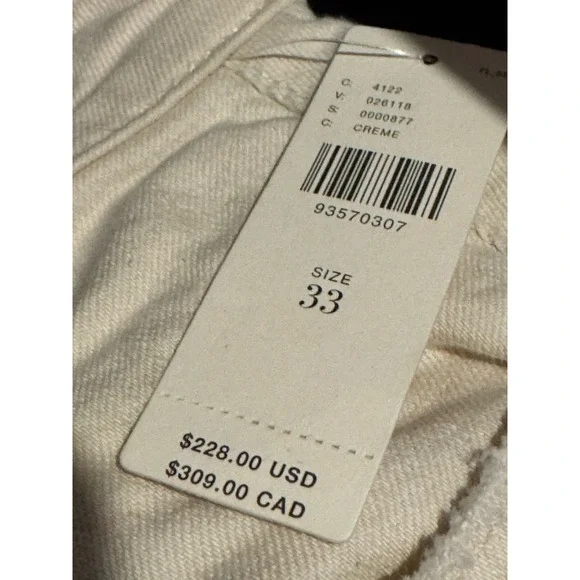 C: 4122
V: 026118
S: 0000877
C: CREME
93570307
SIZE
33
$228.00 USD
$309.00 CAD